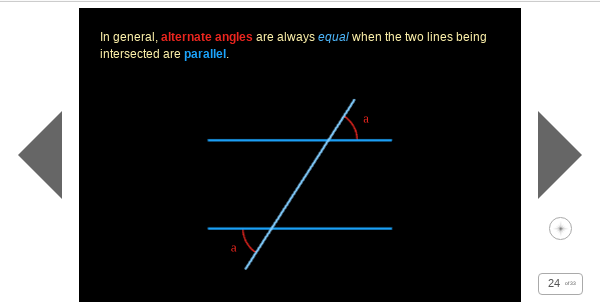 In general, alternate angles are always equal when the two lines being
intersected are parallel.
a
a
24 of 33